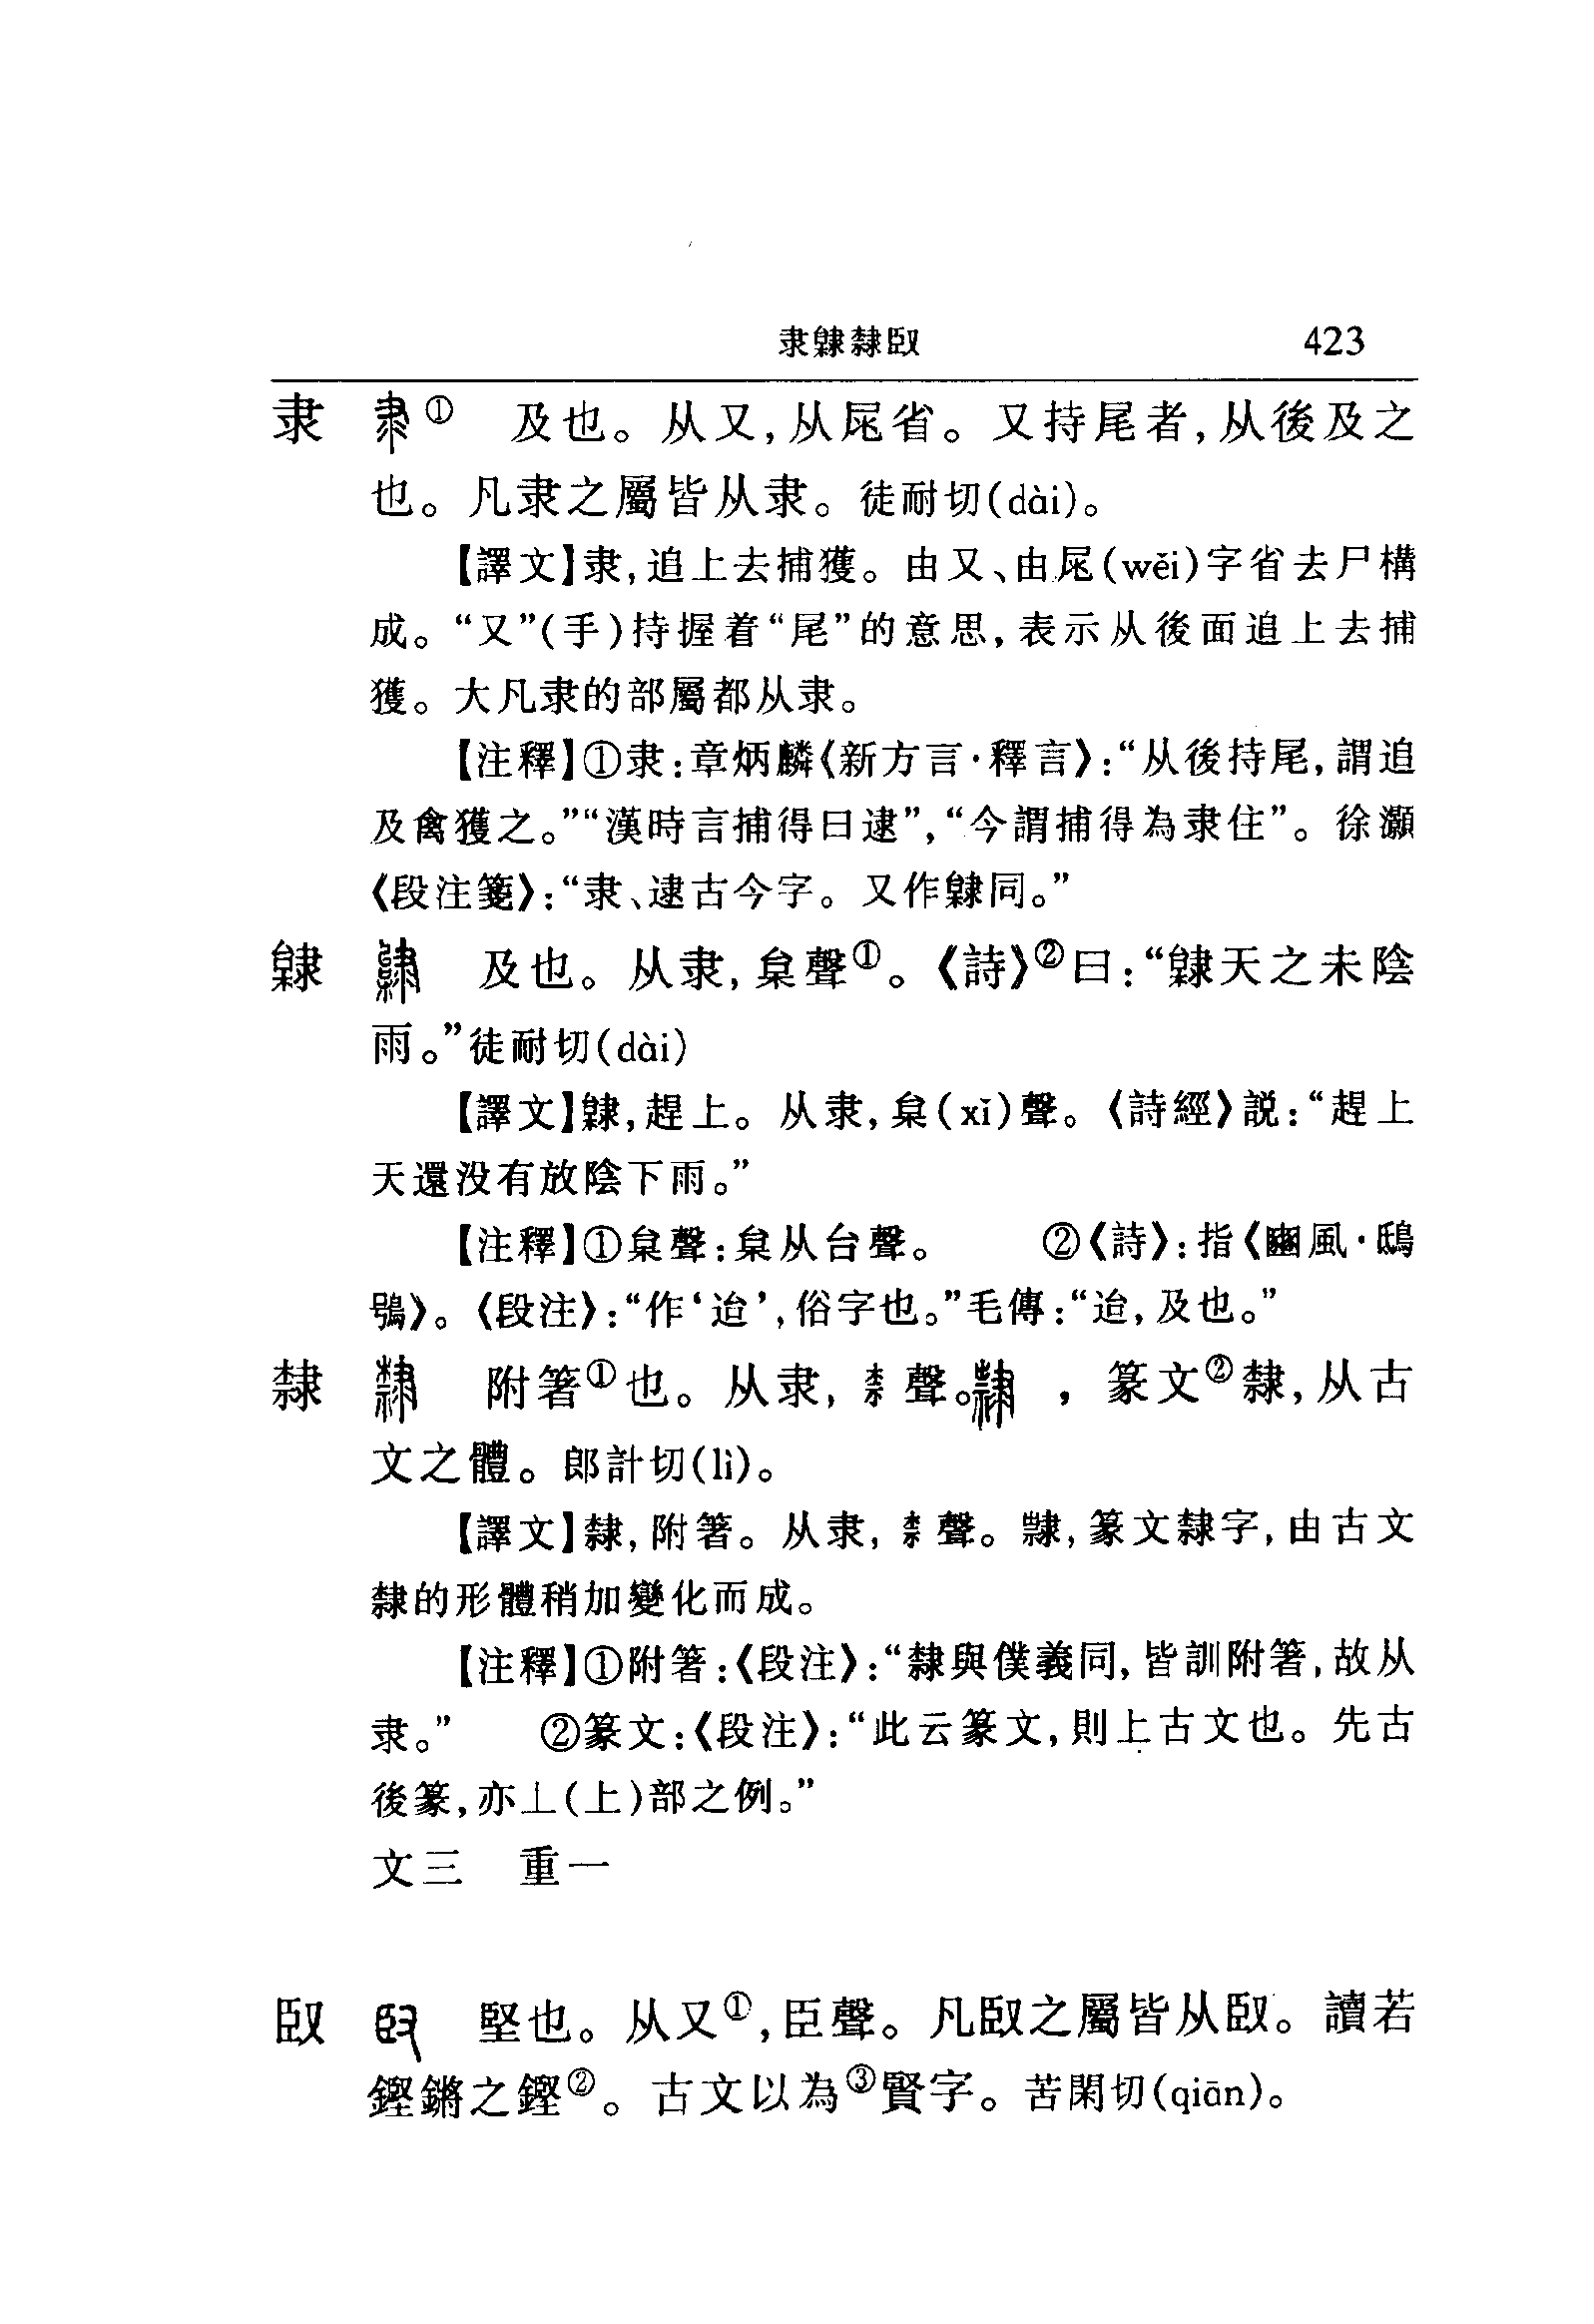 隶𨽿隸臤 423
隶 ① 及也。从又,从𡱝省。又持尾者,从後及之
也。凡隶之屬皆从隶。徒耐切(dài)。
【譯文】隶,追上去捕獲。由又、由𡱝(wěi)字省去尸構
成。“又”(手)持握着“尾”的意思,表示从後面追上去捕
獲。大凡隶的部屬都从隶。
【注釋】①隶:章炳麟《新方言·釋言》:“从後持尾,謂追
及禽獲之。”“漢時言捕得曰逮”,“今謂捕得為隶住”。徐灝
《段注箋》:“隶、逮古今字。又作𨽿同。”
𨽿 及也。从隶,枲聲①。《詩》②曰:“𨽿天之未陰
雨。”徒耐切(dài)
【譯文】𨽿,趕上。从隶,枲(xǐ)聲。《詩經》説:“趕上
天還没有放陰下雨。”
【注釋】①枲聲:枲从台聲。 ②《詩》:指《豳風·鴟
鴞》。《段注》:“作‘迨’,俗字也。”毛傳:“迨,及也。”
隸 附箸①也。从隶,柰聲。,篆文②隸,从古
文之體。郎計切(lì)。
【譯文】隸,附箸。从隶,柰聲。,篆文隸字,由古文
隸的形體稍加變化而成。
【注釋】①附箸:《段注》:“隸與僕義同,皆訓附箸,故从
隶。” ②篆文:《段注》:“此云篆文,則上古文也。先古
後篆,亦丄(上)部之例。”
文三 重一
臤 堅也。从又①,臣聲。凡臤之屬皆从臤。讀若
鏗鏘之鏗②。古文以為③賢字。苦閑切(qiān)。